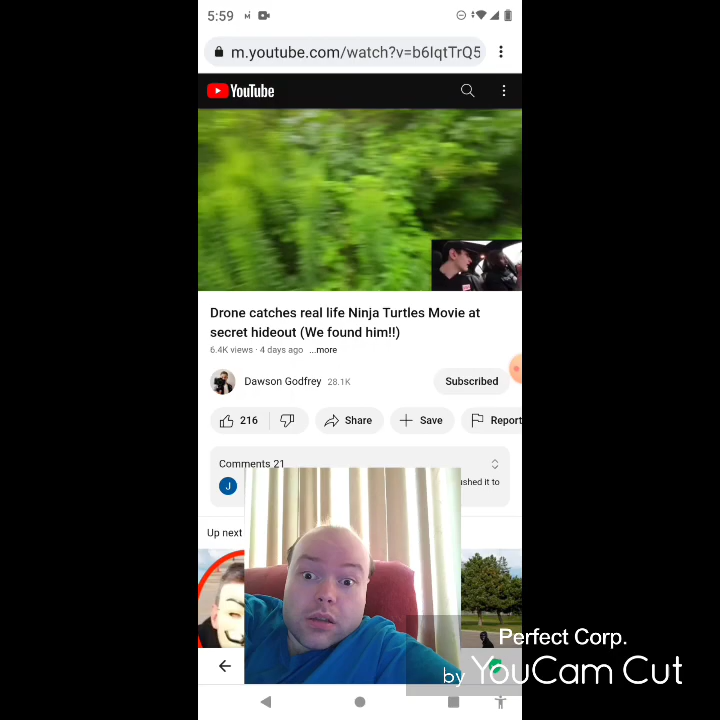 5:59
m.youtube.com/watch?v=b6IqtTrQ5
YouTube
Drone catches real life Ninja Turtles Movie at
secret hideout (We found him!!)
6.4K views · 4 days ago ...more
Dawson Godfrey 28.1K
Subscribed
216 Share Save Report
Comments 21
J
ushed it to
Up next
Perfect Corp.
by YouCam Cut